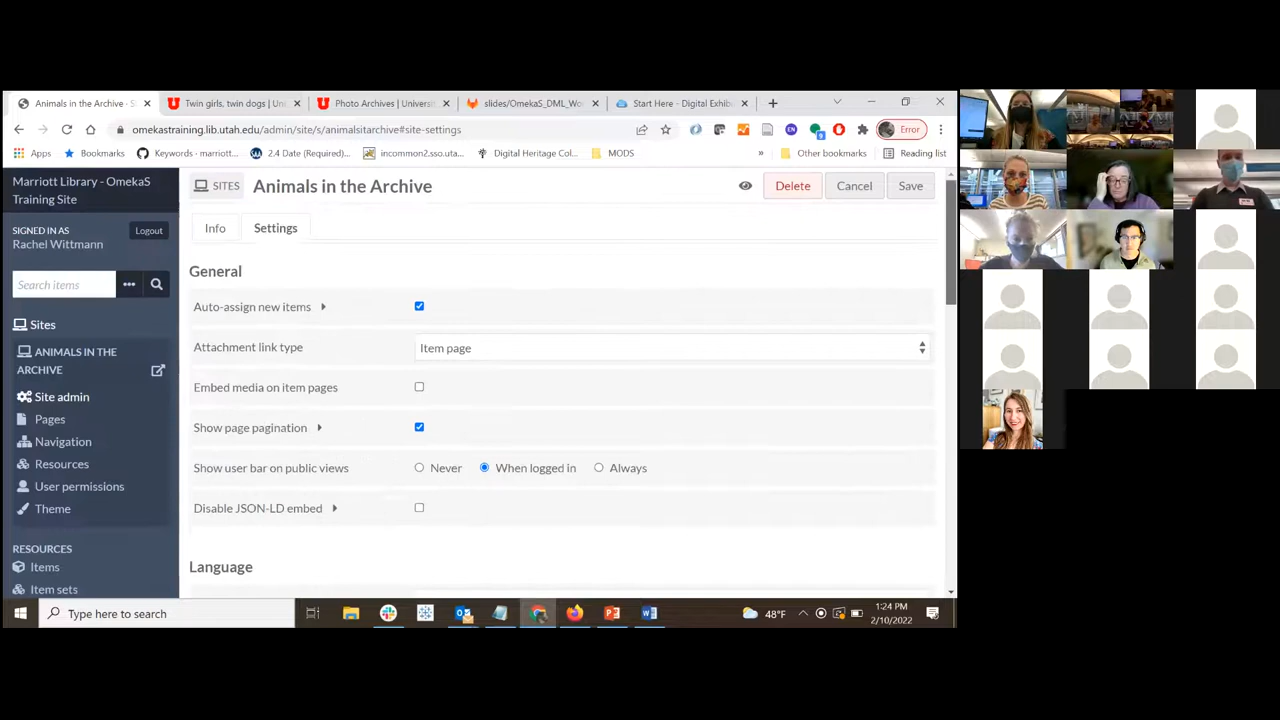 Animals in the Archive - S
Twin girls, twin dogs | Uni
Photo Archives | Universit
slides/OmekaS_DML_Wo
Start Here - Digital Exhib
omekastraining.lib.utah.edu/admin/site/s/animalsitarchive#site-settings
Error
Apps
Bookmarks
Keywords · marriott...
2.4 Date (Required)...
incommon2.sso.uta...
Digital Heritage Col...
MODS
»
Other bookmarks
Reading list
Marriott Library - OmekaS
Training Site
SIGNED IN AS
Rachel Wittmann
Logout
Search items
Sites
ANIMALS IN THE
ARCHIVE
Site admin
Pages
Navigation
Resources
User permissions
Theme
RESOURCES
Items
Item sets
SITES
Animals in the Archive
Delete
Cancel
Save
Info
Settings
General
Auto-assign new items
Attachment link type
Item page
Embed media on item pages
Show page pagination
Show user bar on public views
Never
When logged in
Always
Disable JSON-LD embed
Language
Type here to search
48°F
1:24 PM
2/10/2022